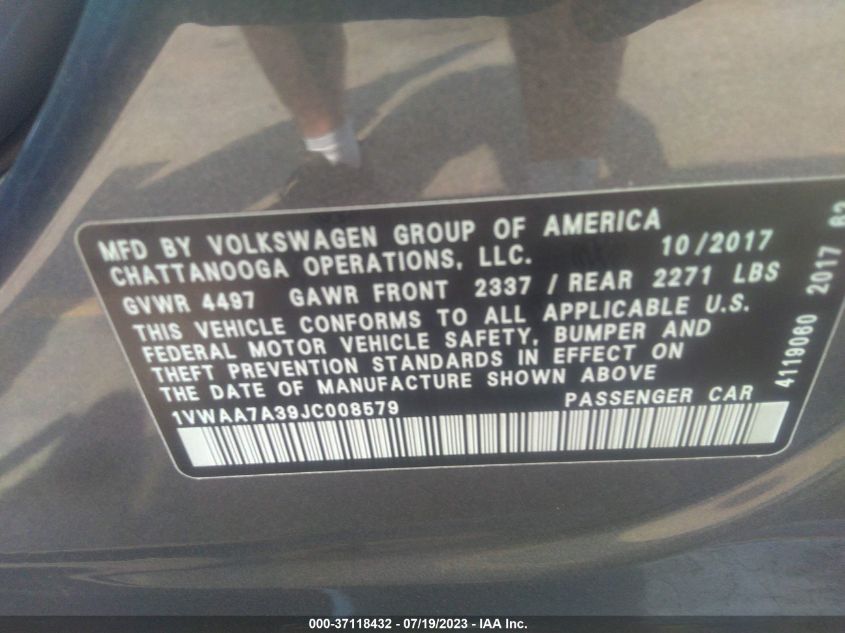 MFD BY VOLKSWAGEN GROUP OF AMERICA
CHATTANOOGA OPERATIONS, LLC. 10/2017
GVWR 4497 GAWR FRONT 2337 / REAR 2271 LBS
THIS VEHICLE CONFORMS TO ALL APPLICABLE U.S.
FEDERAL MOTOR VEHICLE SAFETY, BUMPER AND
THEFT PREVENTION STANDARDS IN EFFECT ON
THE DATE OF MANUFACTURE SHOWN ABOVE
1VWAA7A39JC008579 PASSENGER CAR
4119080 2017
000-37118432 - 07/19/2023 - IAA Inc.